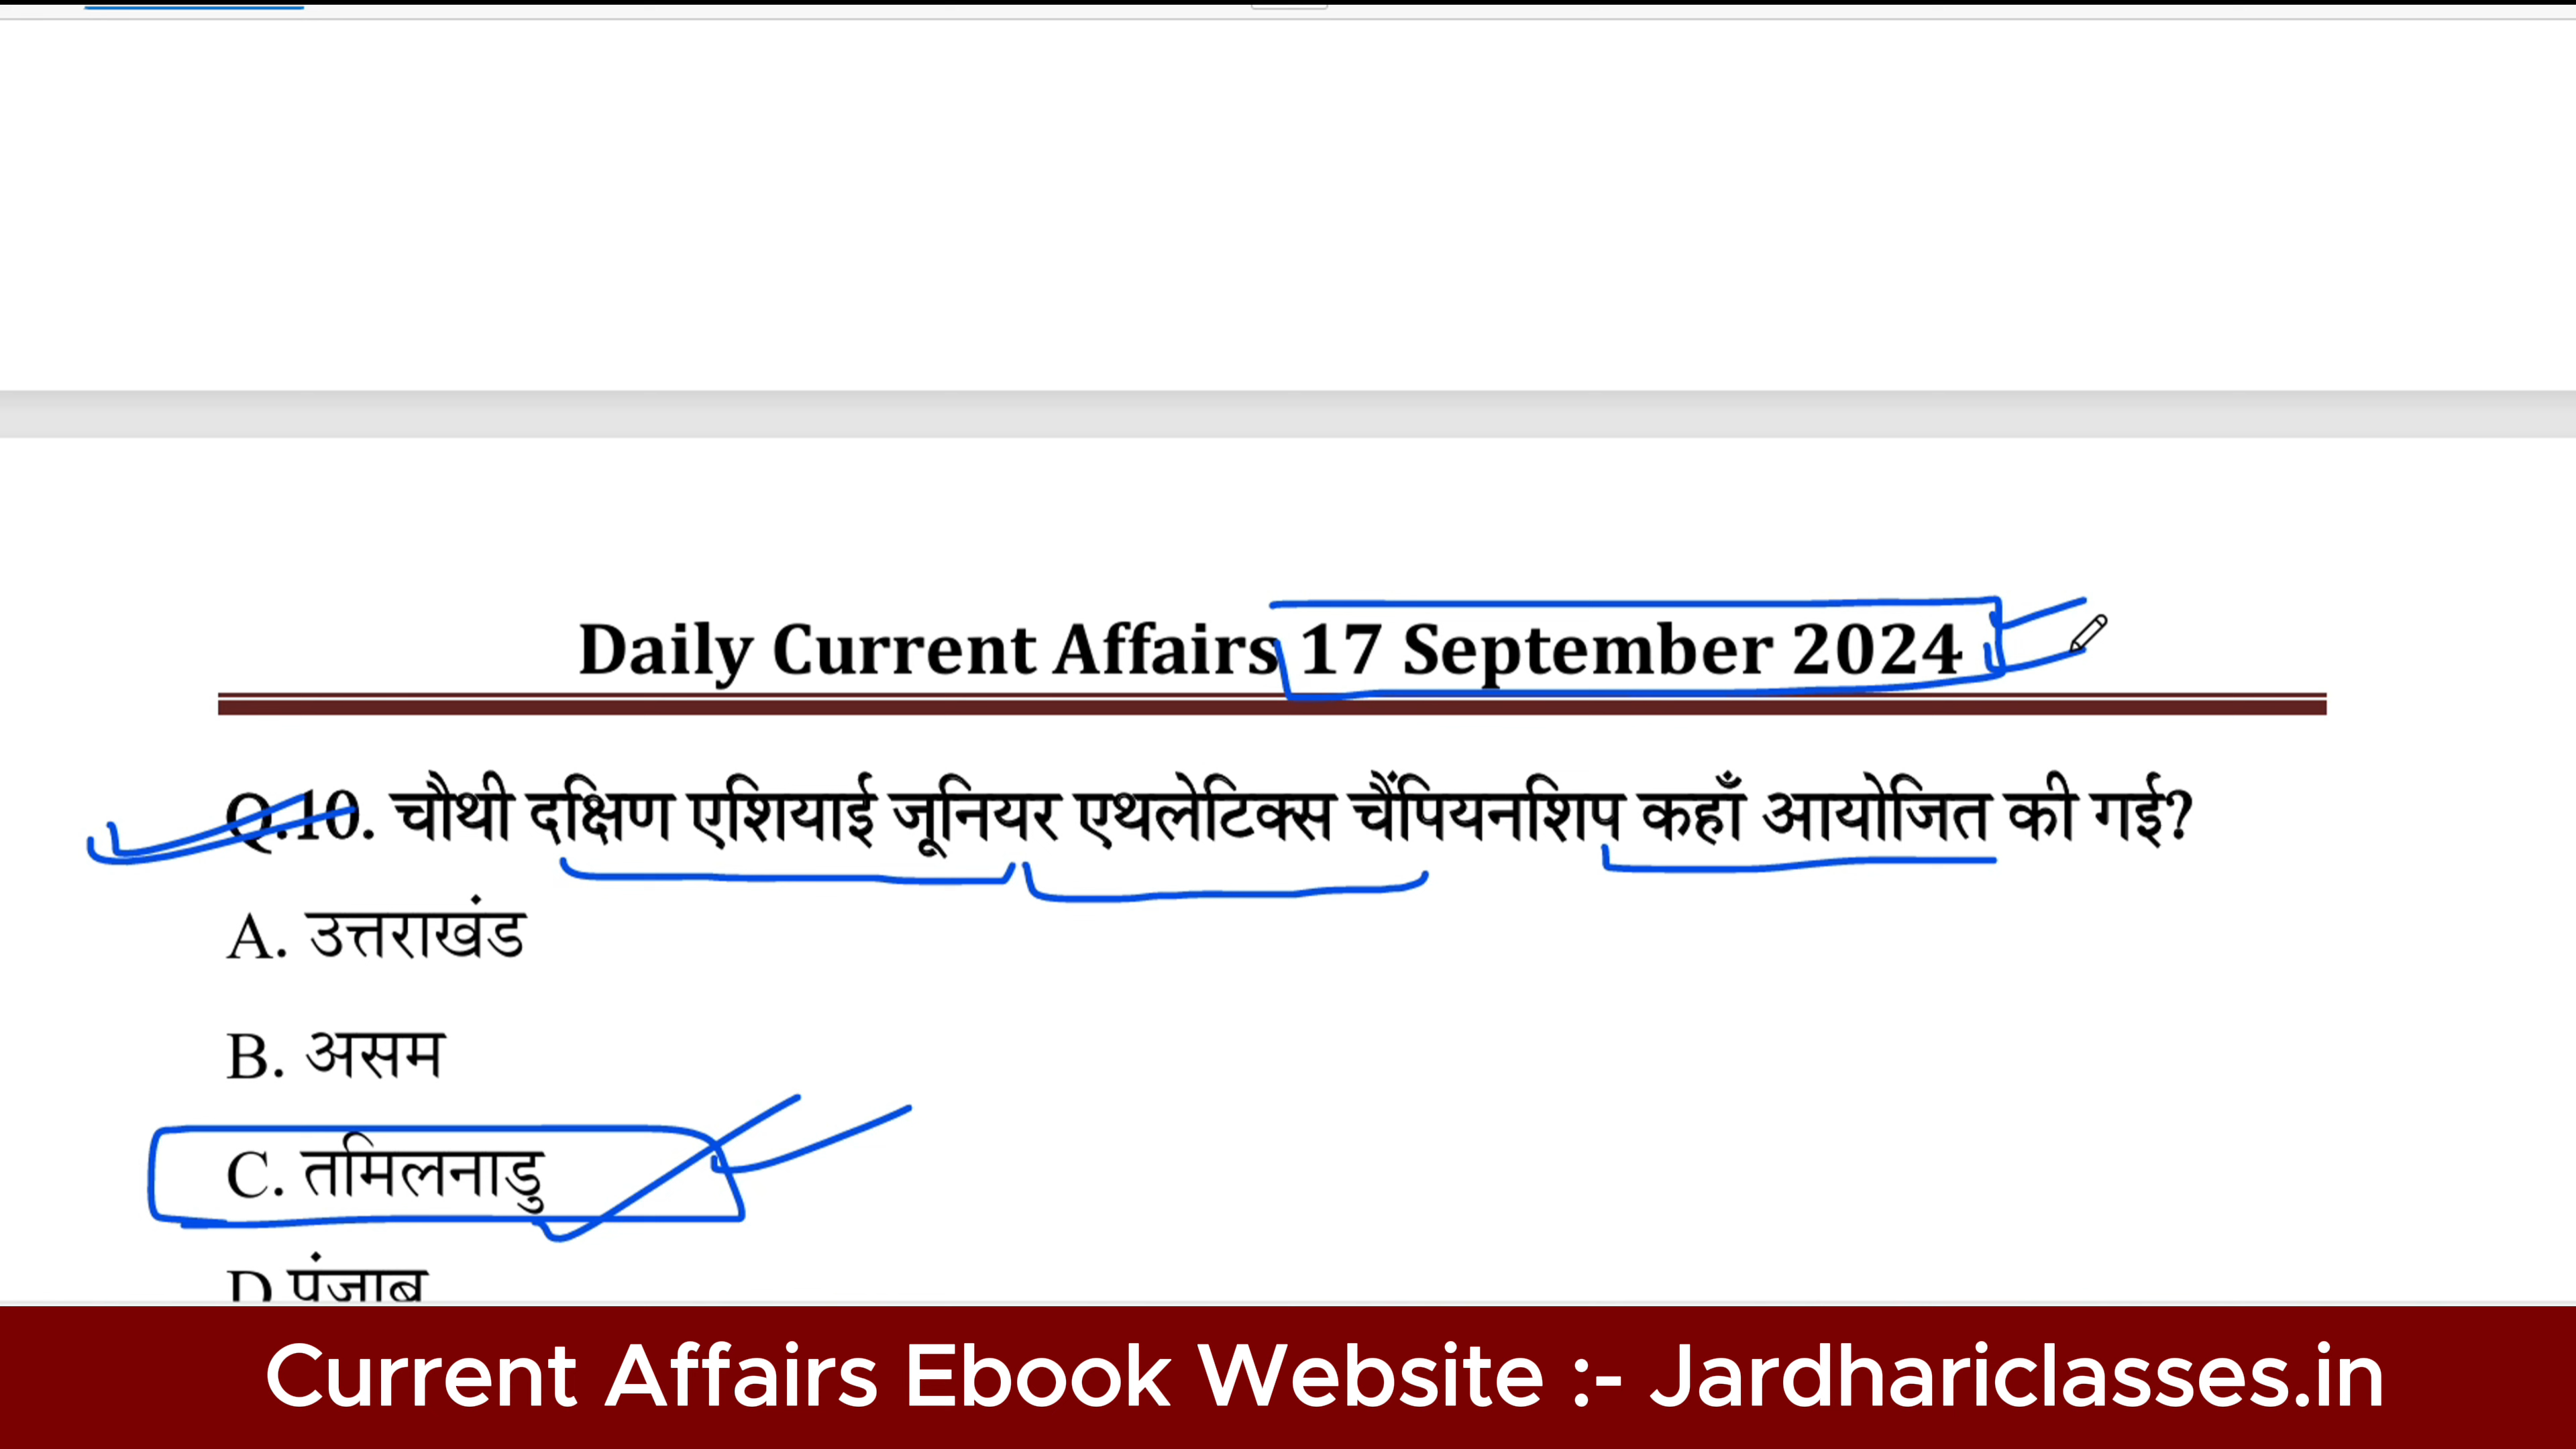 Daily Current Affairs 17 September 2024
Q.10. चौथी दक्षिण एशियाई जूनियर एथलेटिक्स चैंपियनशिप कहाँ आयोजित की गई?
A. उत्तराखंड
B. असम
C. तमिलनाडु
D पंजाब
Current Affairs Ebook Website :- Jardhariclasses.in